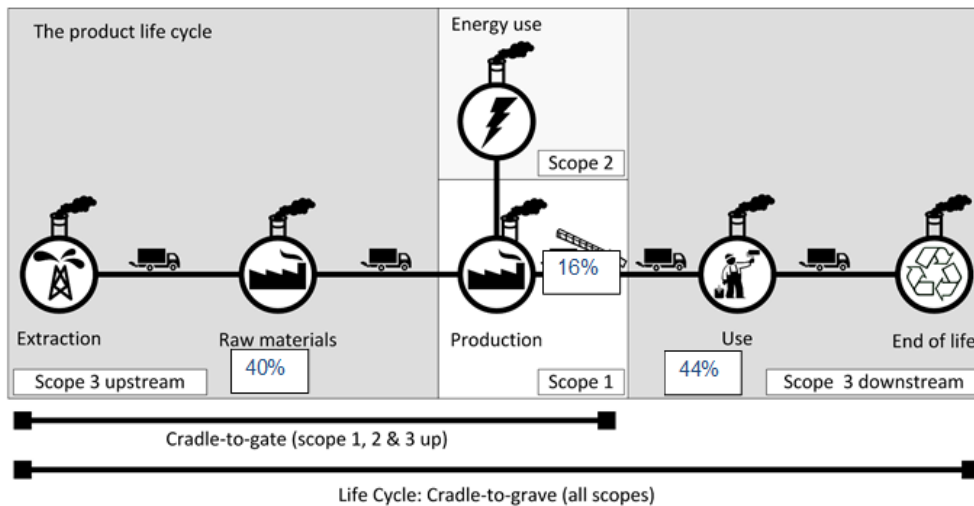 The product life cycle
Energy use
Scope 2
16%
Extraction
Raw materials
Production
Use
End of life
Scope 3 upstream
40%
Scope 1
44%
Scope 3 downstream
Cradle-to-gate (scope 1, 2 & 3 up)
Life Cycle: Cradle-to-grave (all scopes)